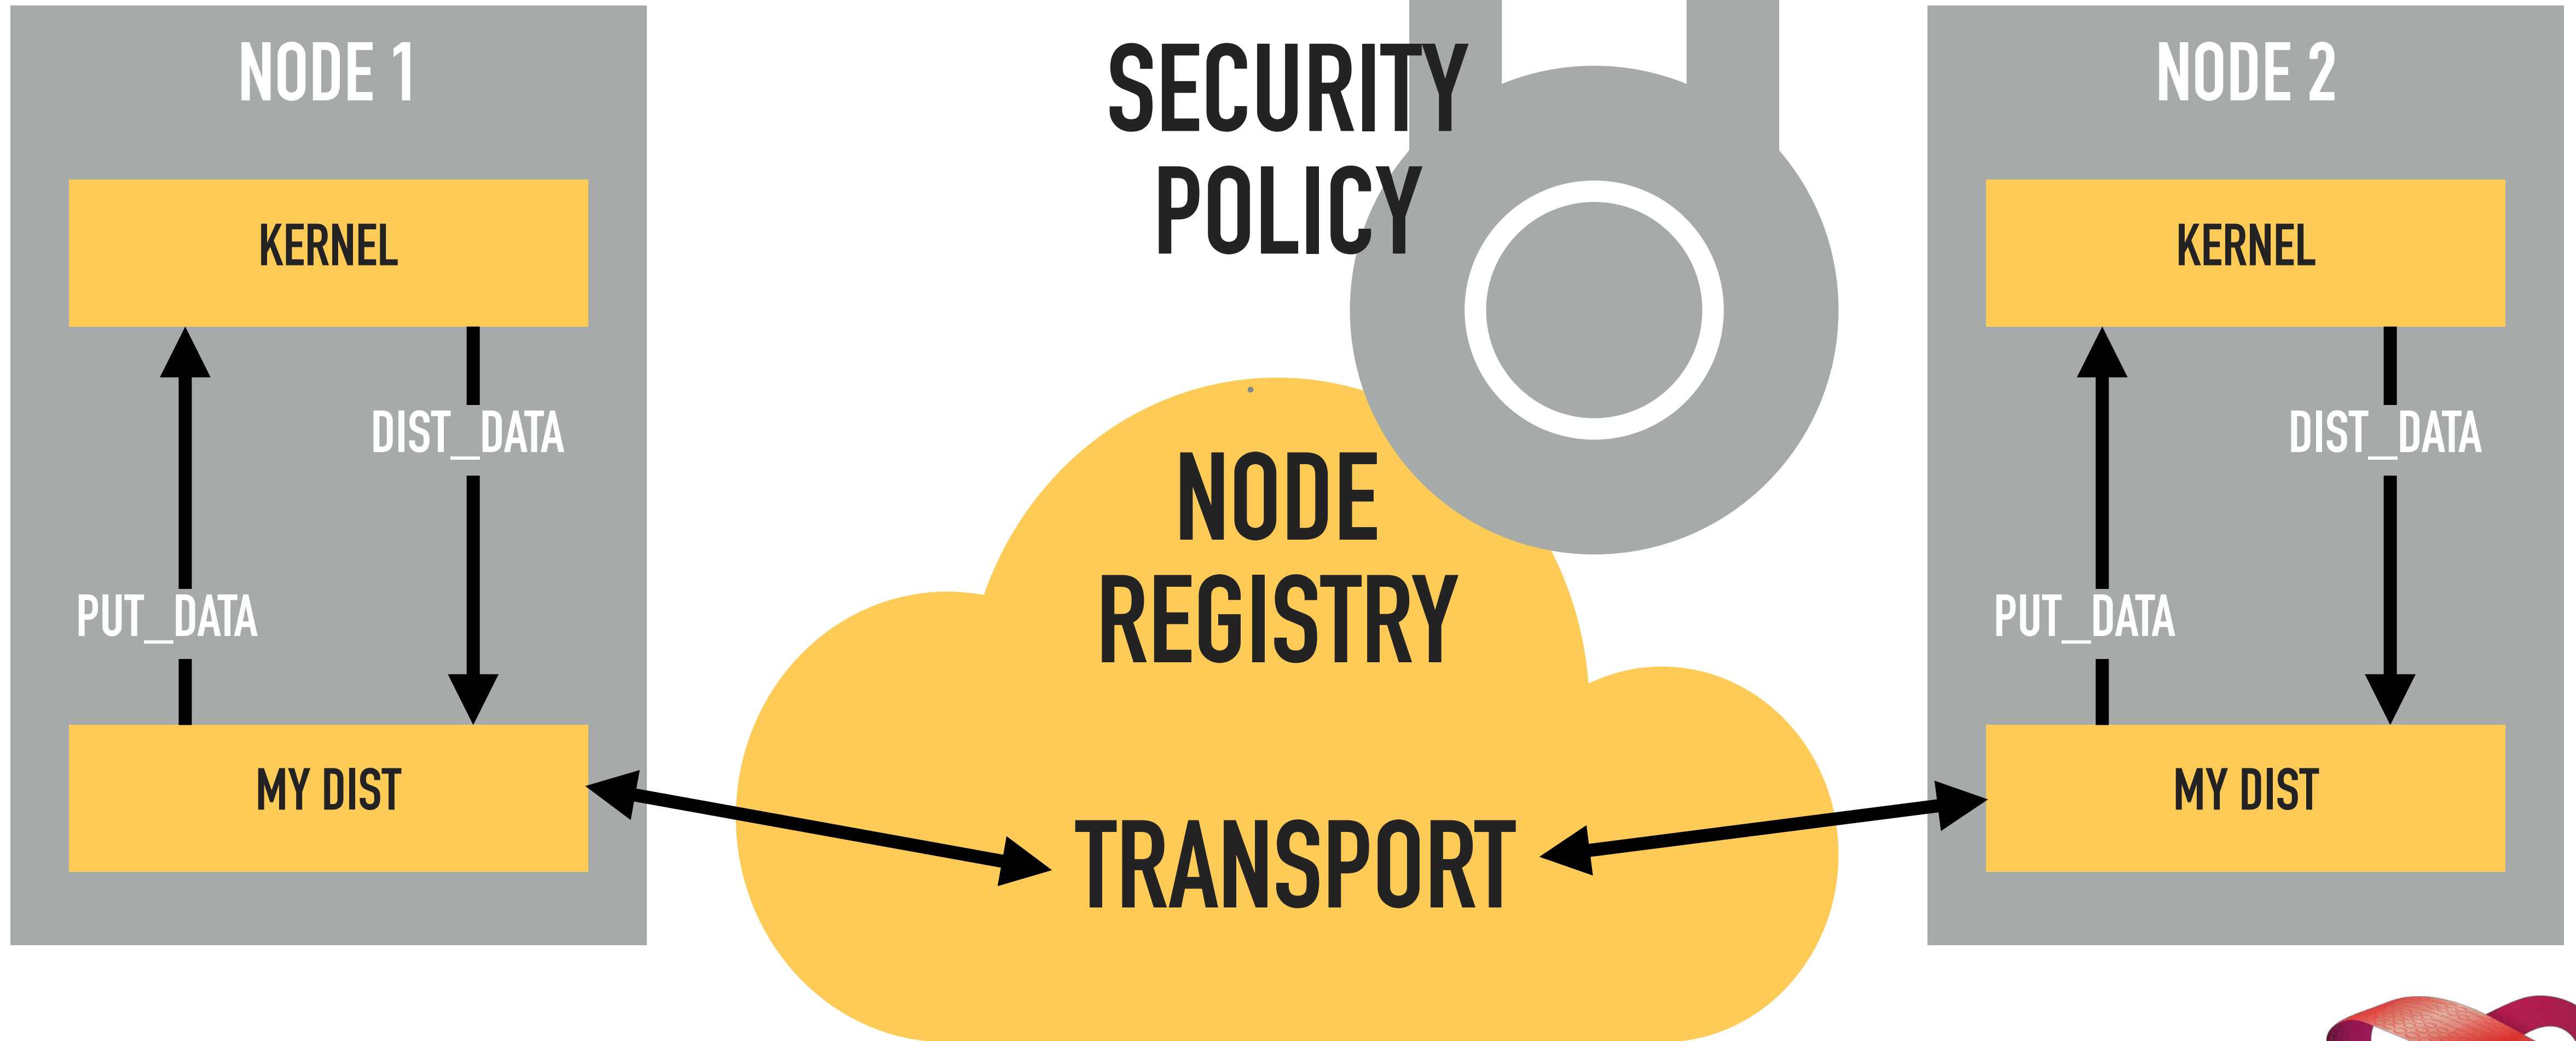 NODE 1
KERNEL
DIST_DATA
PUT_DATA
MY DIST
SECURITY
POLICY
NODE
REGISTRY
TRANSPORT
NODE 2
KERNEL
DIST_DATA
PUT_DATA
MY DIST